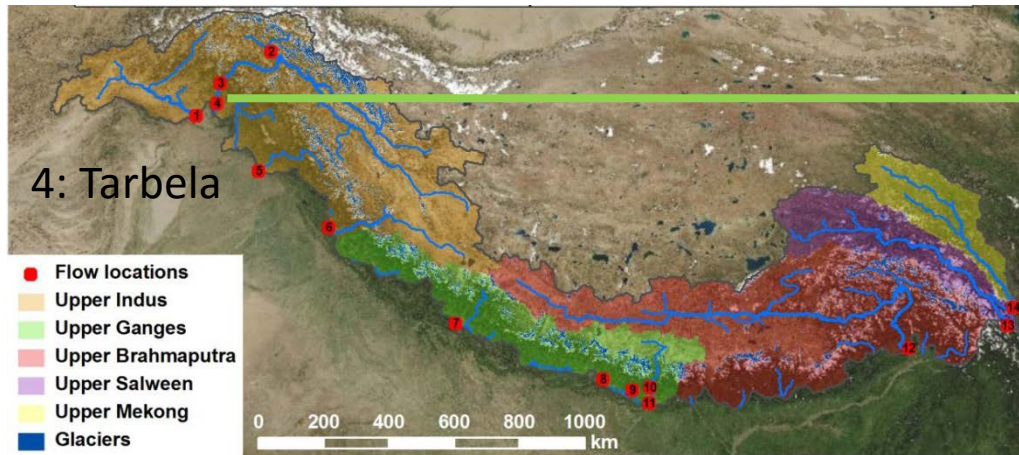 2
3
4
1
5
4: Tarbela
6
Flow locations
Upper Indus
Upper Ganges
Upper Brahmaputra
Upper Salween
Upper Mekong
Glaciers
7
8
9
10
11
12
13
14
0 200 400 600 800 1000
km